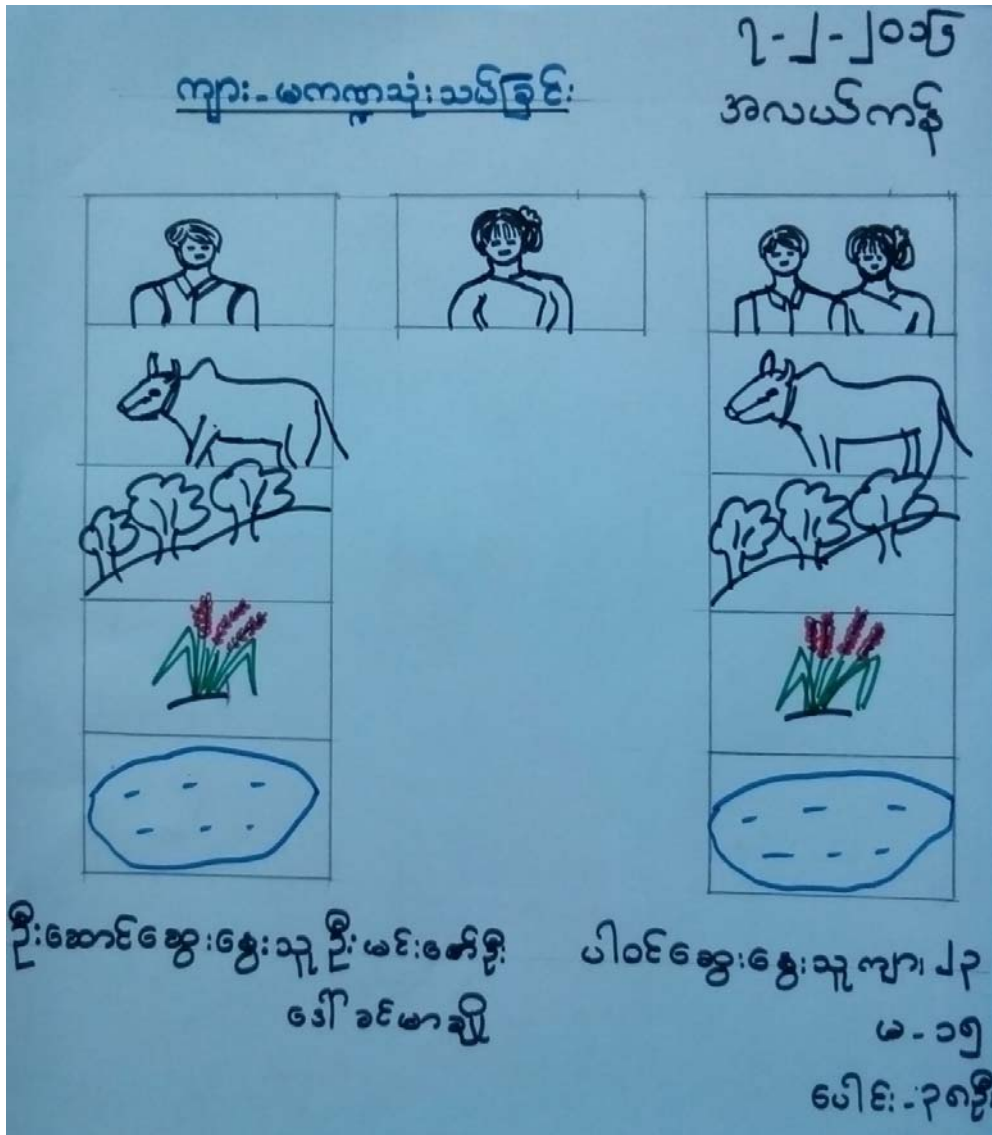 ၇-၂-၂၀၁၆
ကျား-မကဏ္ဍသုံးသပ်ခြင်း
အလယ်ကန်
ဦးဆောင်ဆွေးနွေးသူ ဦးမင်းဇော်ဦး
ဒေါ်ခင်မာချို
ပါဝင်ဆွေးနွေးသူ ကျား ၂၃
မ - ၁၅
ပေါင်း - ၃၈ဦး